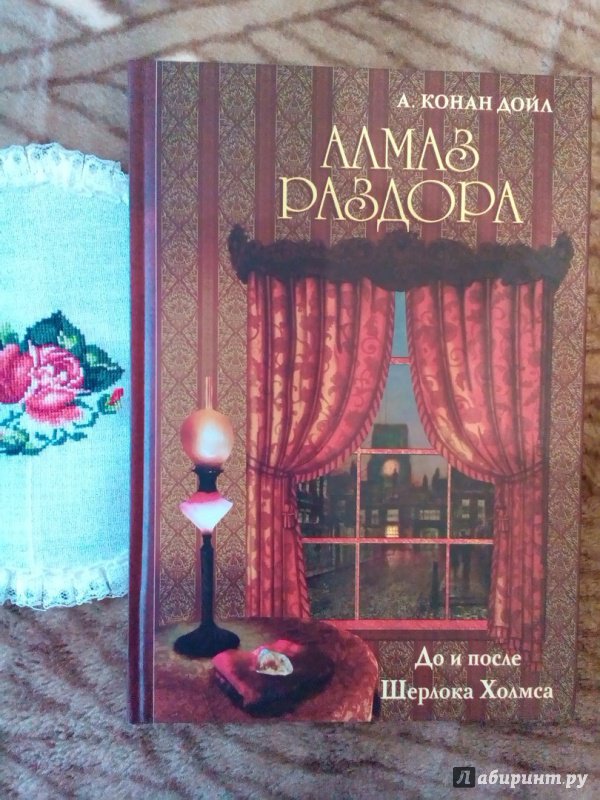 А. КОНАН ДОЙЛ
АЛМАЗ
РАЗДОРА
До и после
Шерлока Холмса
Лабиринт.ру